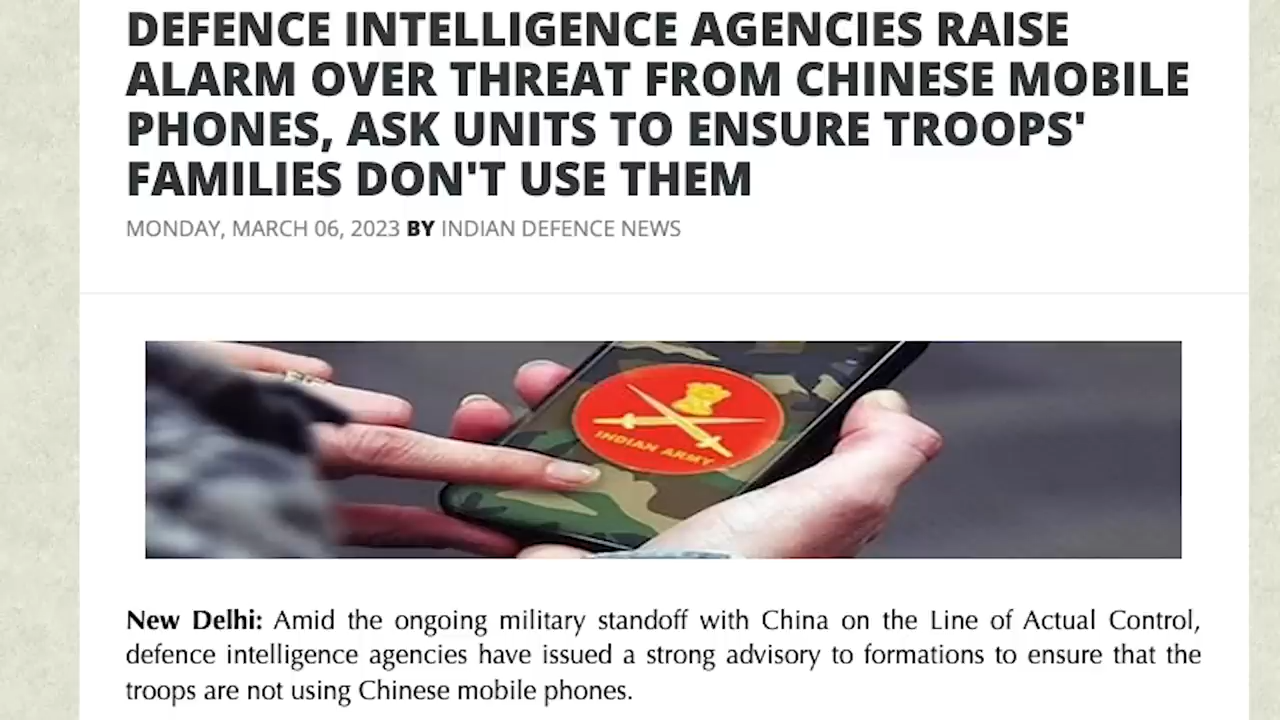 DEFENCE INTELLIGENCE AGENCIES RAISE
ALARM OVER THREAT FROM CHINESE MOBILE
PHONES, ASK UNITS TO ENSURE TROOPS'
FAMILIES DON'T USE THEM
MONDAY, MARCH 06, 2023 BY INDIAN DEFENCE NEWS
INDIAN ARMY
New Delhi: Amid the ongoing military standoff with China on the Line of Actual Control,
defence intelligence agencies have issued a strong advisory to formations to ensure that the
troops are not using Chinese mobile phones.